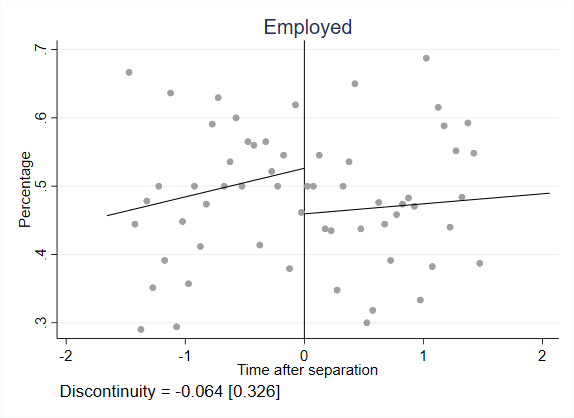 Employed
Percentage
.7
.6
.5
.4
.3
-2 -1 0 1 2
Time after separation
Discontinuity = -0.064 [0.326]